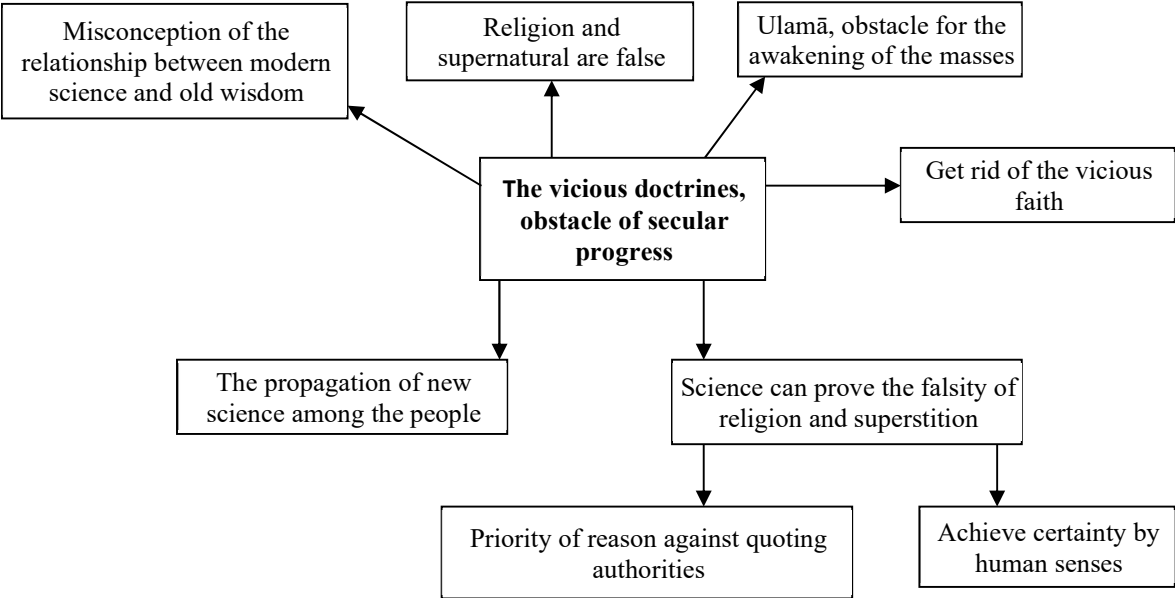 Misconception of the
relationship between modern
science and old wisdom
Religion and
supernatural are false
Ulamā, obstacle for the
awakening of the masses
The vicious doctrines,
obstacle of secular
progress
Get rid of the vicious
faith
The propagation of new
science among the people
Science can prove the falsity of
religion and superstition
Priority of reason against quoting
authorities
Achieve certainty by
human senses